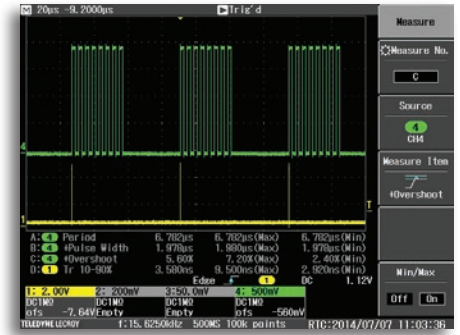 M 20µs -9.2000µs Trig'd
Measure
Measure No.
C
Source
4
CH4
Measure Item
+Overshoot
Min/Max
Off On
4
1
T
A: 4 Period 6.782µs 6.782µs(Max) 6.782µs(Min)
B: 4 +Pulse Width 1.978µs 1.980µs(Max) 1.978µs(Min)
C: 4 +Overshoot 5.60% 7.20%(Max) 2.40%(Min)
D: 1 Tr 10-90% 3.580ns 9.500ns(Max) 2.920ns(Min)
Edge 1 DC 1.12V
1: 2.00V 2: 200mV 3:50.0mV 4: 500mV
DC1MΩ DC1MΩ DC1MΩ DC1MΩ
ofs -7.64V Empty Empty ofs -560mV
TELEDYNE LECROY f:15.6250kHz 500MS 100k points RTC:2014/07/07 11:03:36